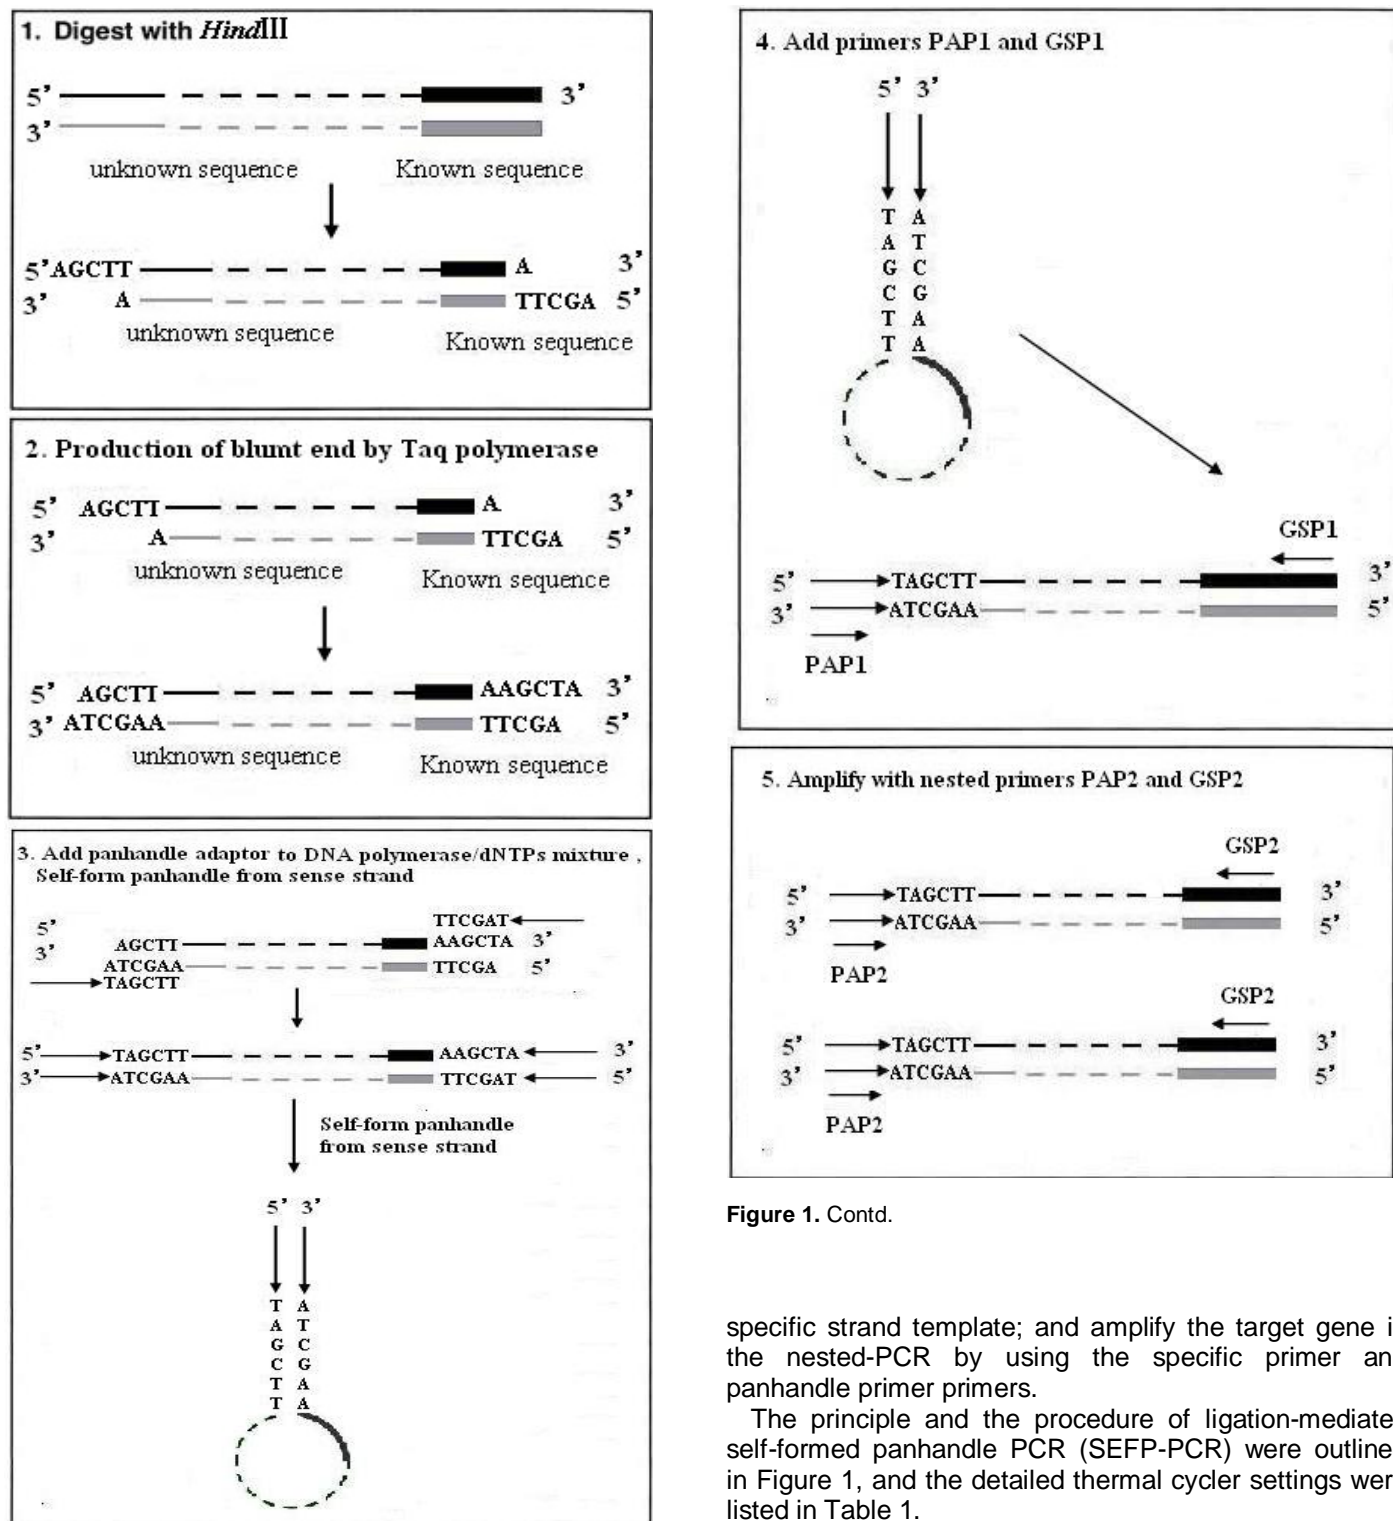 1. Digest with HindIII
5’ 3’
3’
unknown sequence Known sequence
5’AGCTT A 3’
3’ A TTCGA 5’
unknown sequence Known sequence
2. Production of blumt end by Taq polymerase
5’ AGCTT A 3’
3’ A TTCGA 5’
unknown sequence Known sequence
5’ AGCTT AAGCTA 3’
3’ ATCGAA TTCGA 5’
unknown sequence Known sequence
3. Add panhandle adaptor to DNA polymerase/dNTPs mixture ,
Self-form panhandle from sense strand
TTCGAT
5’ AGCTT AAGCTA 3’
3’ ATCGAA TTCGA 5’
TAGCTT
5’ TAGCTT AAGCTA 3’
3’ ATCGAA TTCGAT 5’
Self-form panhandle
from sense strand
5’ 3’
T A
A T
G C
C G
T A
T A
4. Add primers PAP1 and GSP1
5’ 3’
T A
A T
G C
C G
T A
T A
GSP1
5’ TAGCTT 3’
3’ ATCGAA 5’
PAP1
5. Amplify with nested primers PAP2 and GSP2
GSP2
5’ TAGCTT 3’
3’ ATCGAA 5’
PAP2
GSP2
5’ TAGCTT 3’
3’ ATCGAA 5’
PAP2
Figure 1. Contd.
specific strand template; and amplify the target gene i
the nested-PCR by using the specific primer an
panhandle primer primers.
The principle and the procedure of ligation-mediate
self-formed panhandle PCR (SEFP-PCR) were outline
in Figure 1, and the detailed thermal cycler settings wer
listed in Table 1.